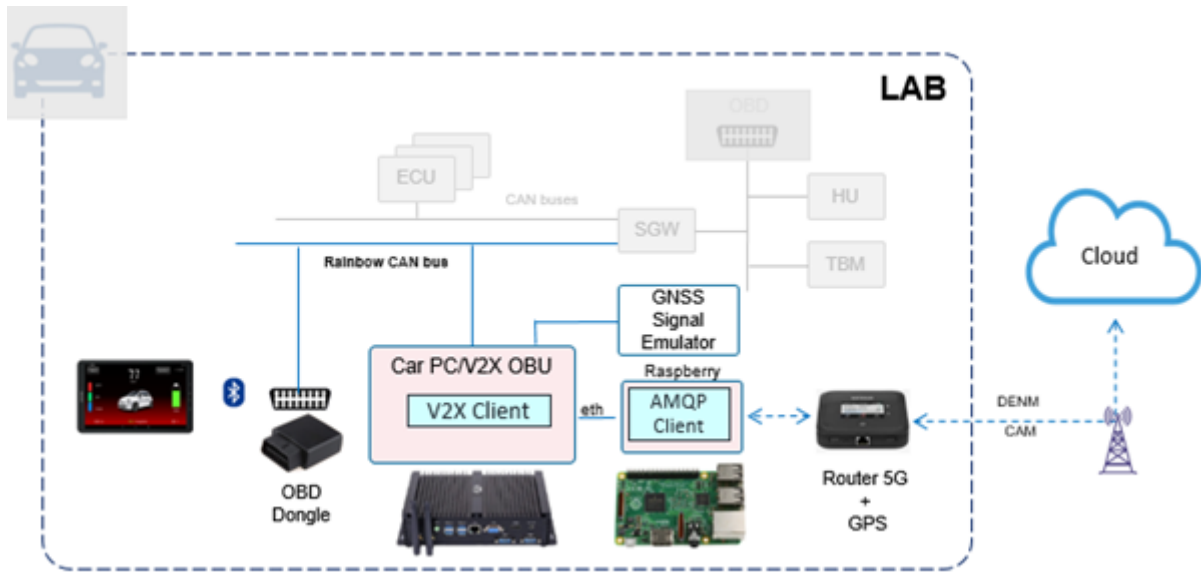 LAB
OBD
ECU
CAN buses
HU
SGW
Rainbow CAN bus
TBM
Cloud
GNSS
Signal
Emulator
Car PC/V2X OBU
Raspberry
V2X Client
eth
AMQP
Client
DENM
CAM
OBD
Dongle
Router 5G
+
GPS